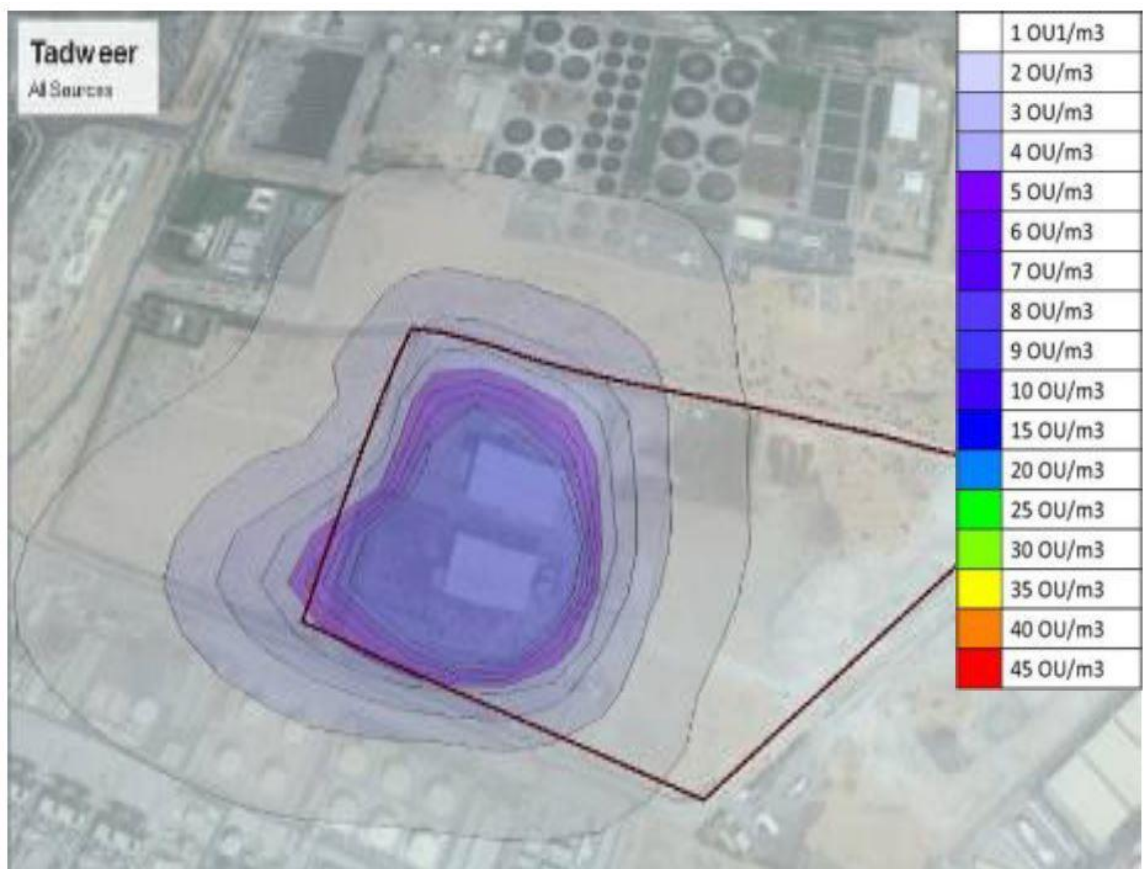 Tadweer
All Sources
1 OU1/m3
2 OU/m3
3 OU/m3
4 OU/m3
5 OU/m3
6 OU/m3
7 OU/m3
8 OU/m3
9 OU/m3
10 OU/m3
15 OU/m3
20 OU/m3
25 OU/m3
30 OU/m3
35 OU/m3
40 OU/m3
45 OU/m3